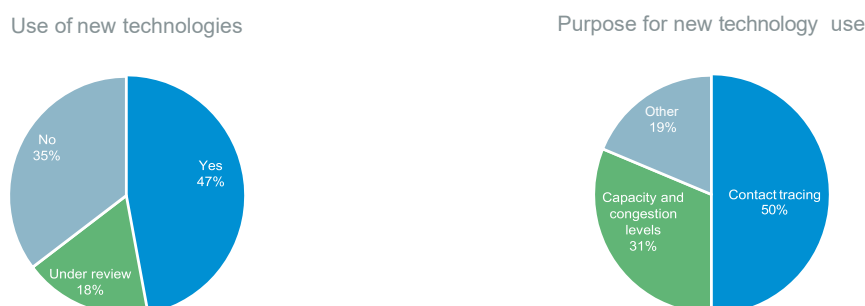 Use of new technologies
No
35%
Yes
47%
Under review
18%
Purpose for new technology use
Other
19%
Contact tracing
50%
Capacity and
congestion
levels
31%